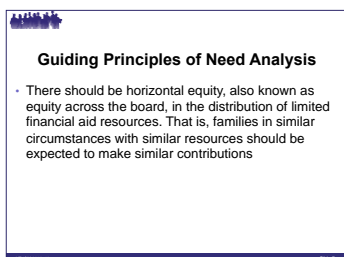 Guiding Principles of Need Analysis
• There should be horizontal equity, also known as
equity across the board, in the distribution of limited
financial aid resources. That is, families in similar
circumstances with similar resources should be
expected to make similar contributions